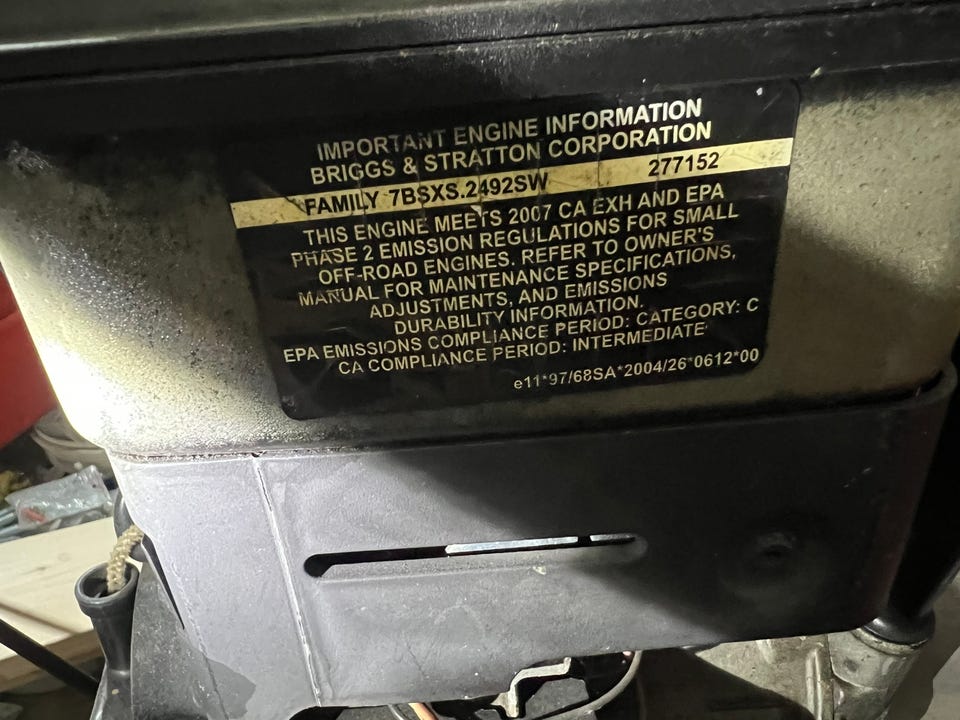 IMPORTANT ENGINE INFORMATION
BRIGGS & STRATTON CORPORATION
FAMILY 7BSXS.2492SW 277152
THIS ENGINE MEETS 2007 CA EXH AND EPA
PHASE 2 EMISSION REGULATIONS FOR SMALL
OFF-ROAD ENGINES. REFER TO OWNER'S
MANUAL FOR MAINTENANCE SPECIFICATIONS,
ADJUSTMENTS, AND EMISSIONS
DURABILITY INFORMATION.
EPA EMISSIONS COMPLIANCE PERIOD: CATEGORY: C
CA COMPLIANCE PERIOD: INTERMEDIATE
e11*97/68SA*2004/26*0612*00